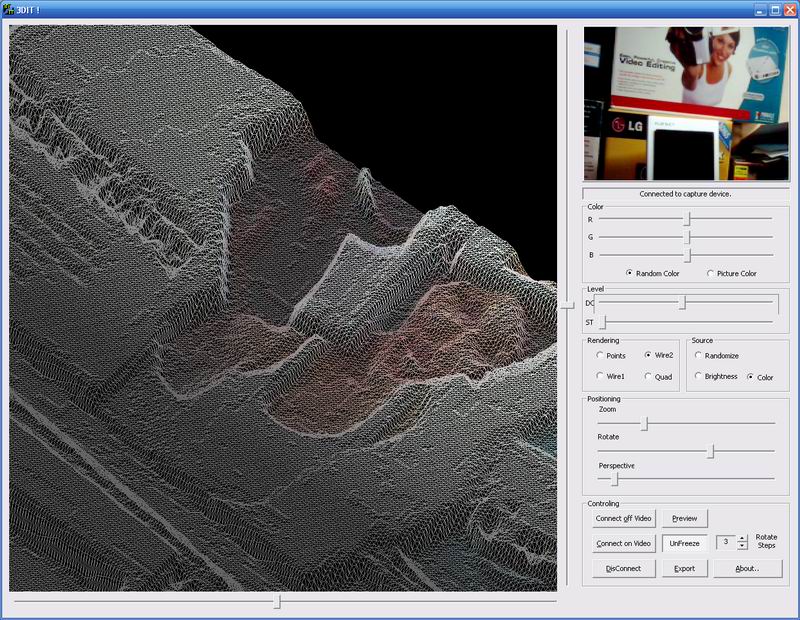 3DIT !
Video Editing
LG
Connected to capture device.
Color
R
G
B
Random Color
Picture Color
Level
DC
ST
Rendering
Points
Wire2
Wire1
Quad
Source
Randomize
Brightness
Color
Positioning
Zoom
Rotate
Perspective
Controling
Connect off Video
Preview
Connect on Video
UnFreeze
3
Rotate
Steps
DisConnect
Export
About..